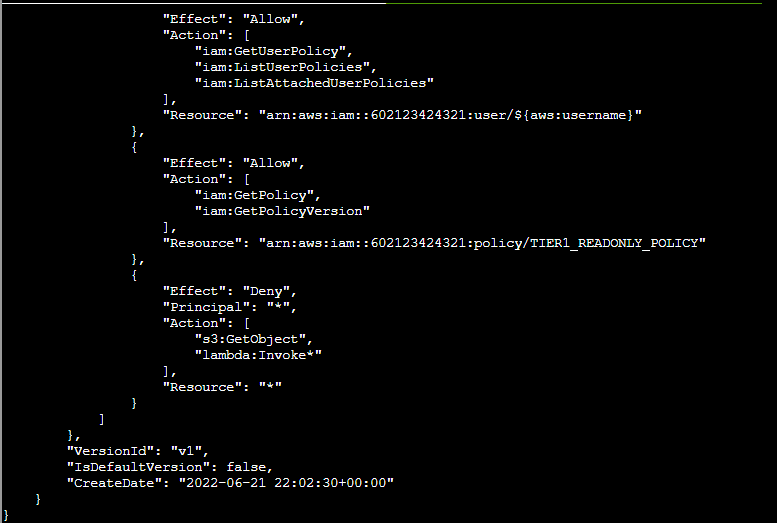 "Effect": "Allow",
"Action": [
"iam:GetUserPolicy",
"iam:ListUserPolicies",
"iam:ListAttachedUserPolicies"
],
"Resource": "arn:aws:iam::602123424321:user/${aws:username}"
},
{
"Effect": "Allow",
"Action": [
"iam:GetPolicy",
"iam:GetPolicyVersion"
],
"Resource": "arn:aws:iam::602123424321:policy/TIER1_READONLY_POLICY"
},
{
"Effect": "Deny",
"Principal": "*",
"Action": [
"s3:GetObject",
"lambda:Invoke*"
],
"Resource": "*"
}
]
},
"VersionId": "v1",
"IsDefaultVersion": false,
"CreateDate": "2022-06-21 22:02:30+00:00"
}
}